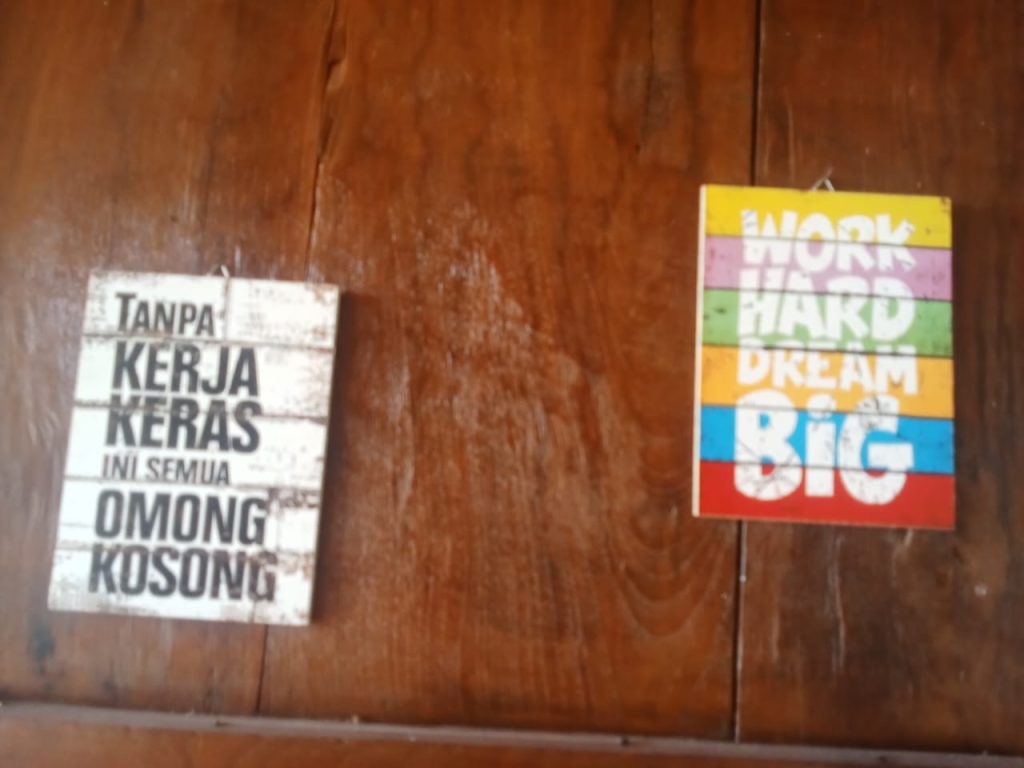 TANPA
KERJA
KERAS
INI SEMUA
OMONG
KOSONG
WORK
HARD
DREAM
BiG